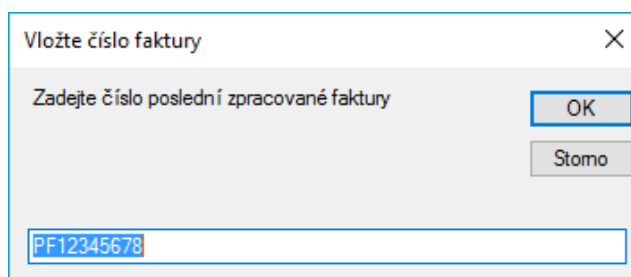 Vložte číslo faktury
Zadejte číslo poslední zpracované faktury
OK
Storno
PF12345678